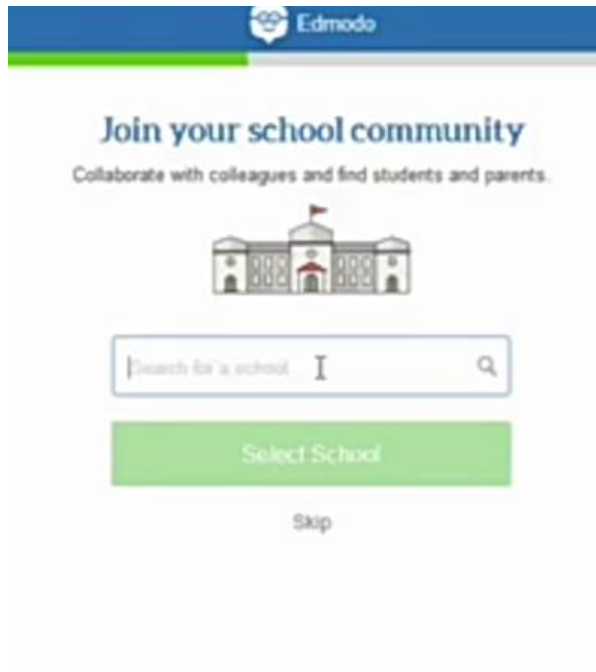 Edmodo
Join your school community
Collaborate with colleagues and find students and parents.
Search for a school...
Select School
Skip